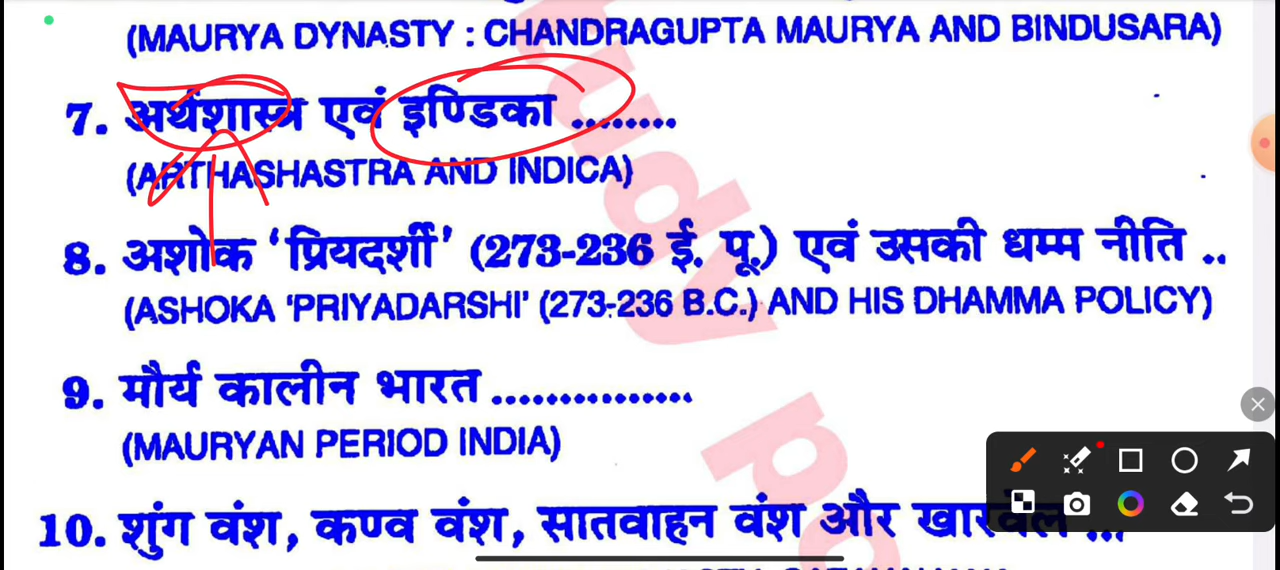 (MAURYA DYNASTY : CHANDRAGUPTA MAURYA AND BINDUSARA)
7. अर्थशास्त्र एवं इण्डिका ........
(ARTHASHASTRA AND INDICA)
8. अशोक ‘प्रियदर्शी’ (273-236 ई. पू.) एवं उसकी धम्म नीति ..
(ASHOKA ‘PRIYADARSHI’ (273-236 B.C.) AND HIS DHAMMA POLICY)
9. मौर्य कालीन भारत ...............
(MAURYAN PERIOD INDIA)
10. शुंग वंश, कण्व वंश, सातवाहन वंश और खारवेल ...